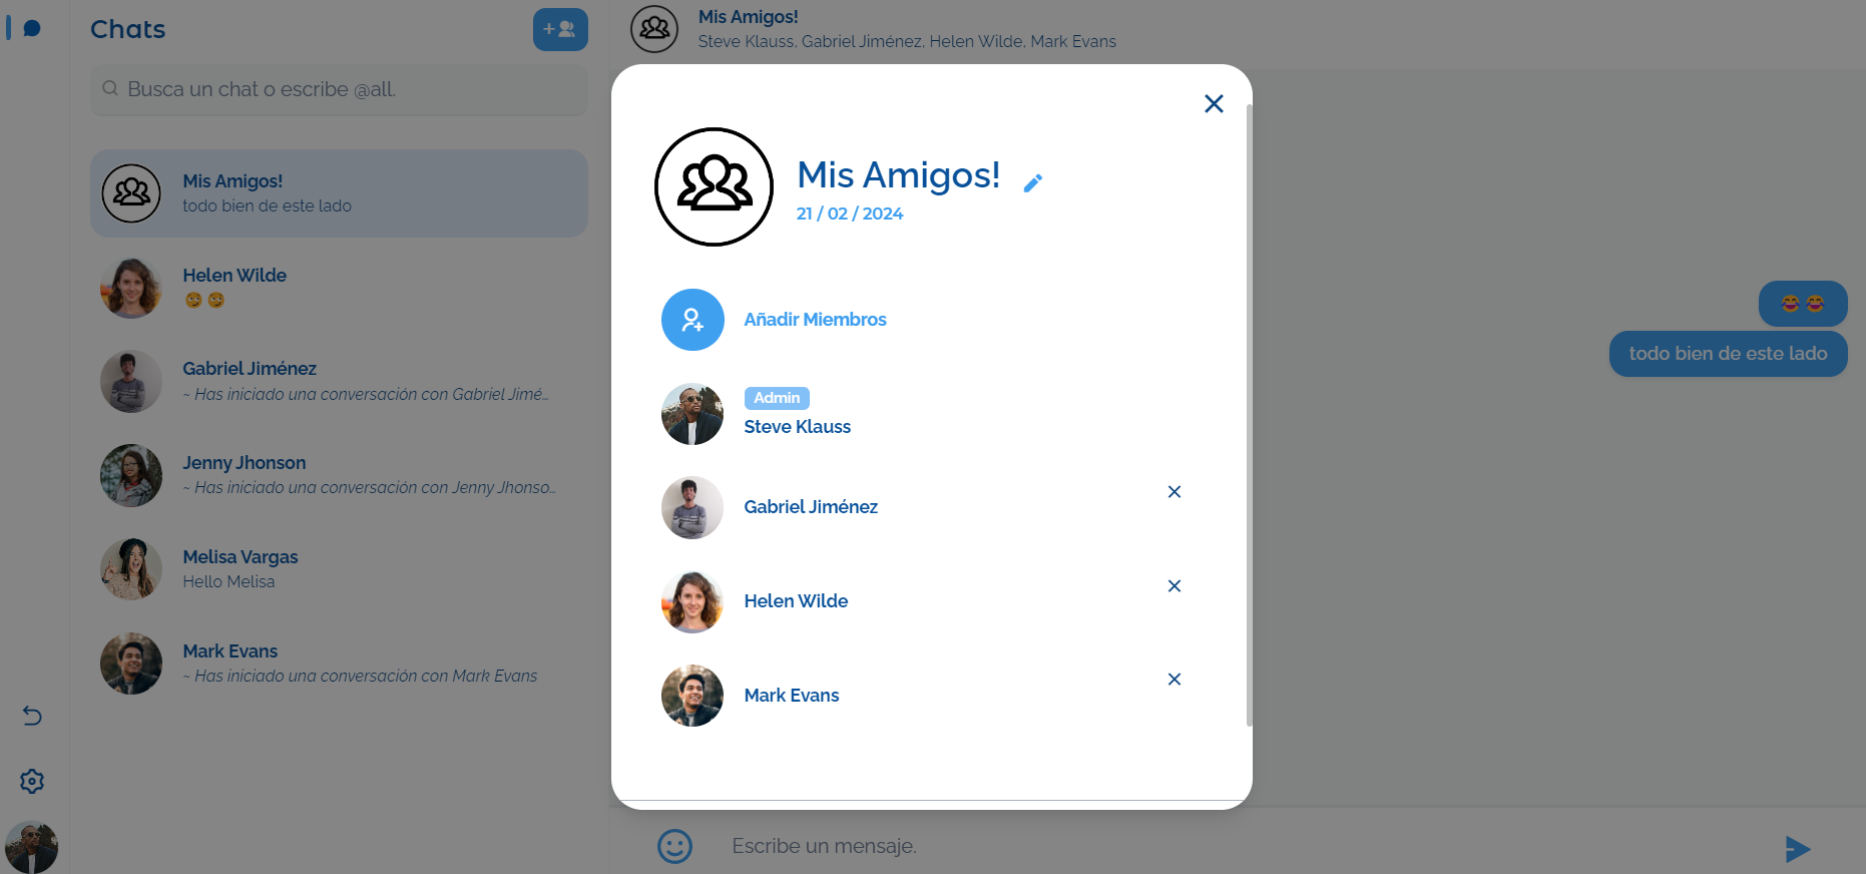 Chats
Busca un chat o escribe @all.
Mis Amigos!
todo bien de este lado
Helen Wilde
Gabriel Jiménez
~ Has iniciado una conversación con Gabriel Jimé...
Jenny Jhonson
~ Has iniciado una conversación con Jenny Jhonso...
Melisa Vargas
Hello Melisa
Mark Evans
~ Has iniciado una conversación con Mark Evans
Mis Amigos!
Steve Klauss, Gabriel Jiménez, Helen Wilde, Mark Evans
Mis Amigos!
21 / 02 / 2024
Añadir Miembros
Admin
Steve Klauss
Gabriel Jiménez
Helen Wilde
Mark Evans
todo bien de este lado
Escribe un mensaje.